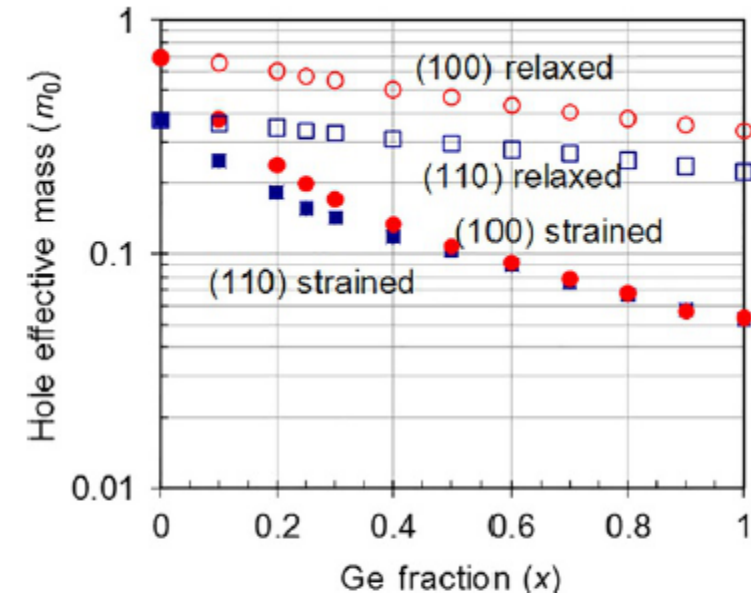 1
0.1
0.01
Hole effective mass (m0)
(100) relaxed
(110) relaxed
(100) strained
(110) strained
0 0.2 0.4 0.6 0.8 1
Ge fraction (x)